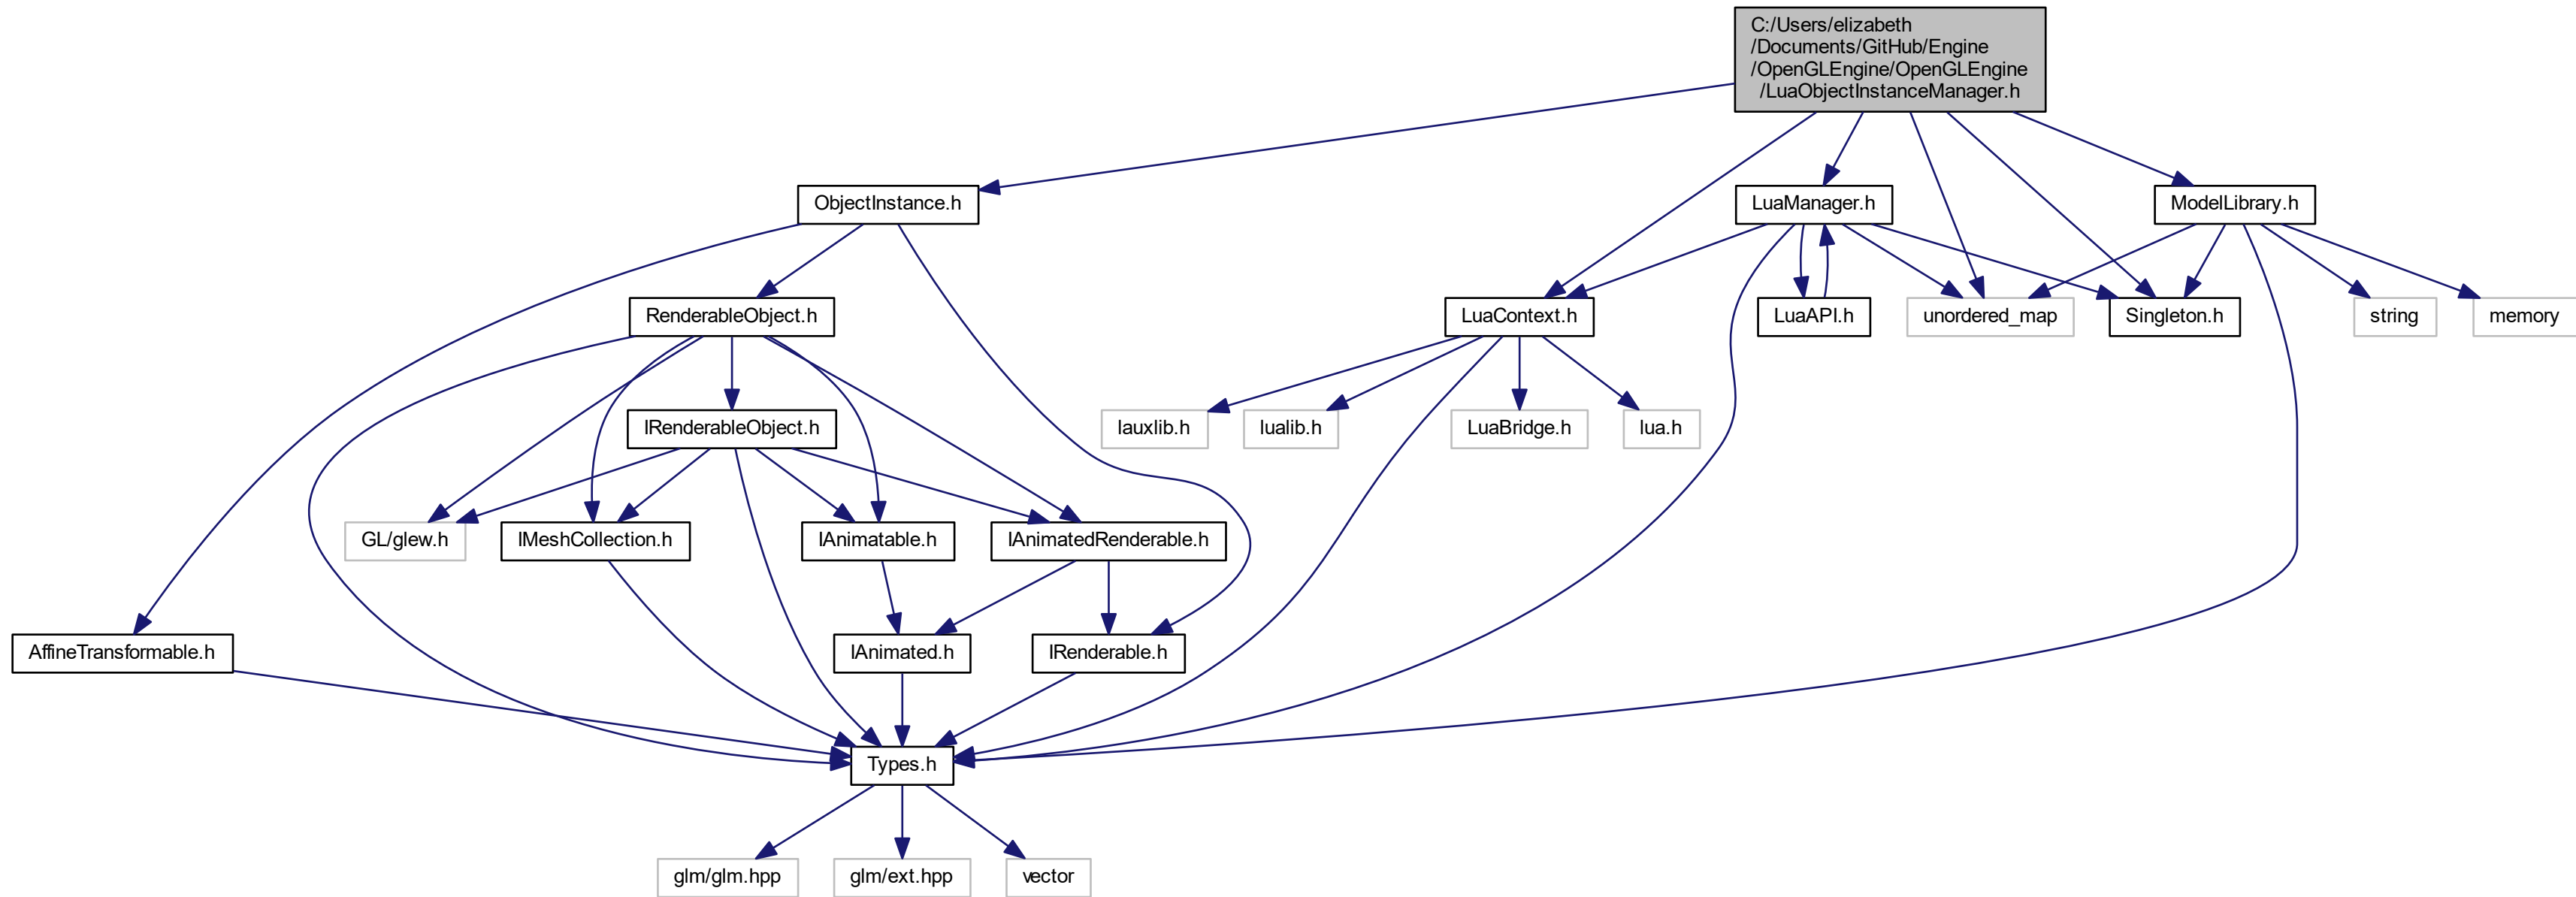 C:/Users/elizabeth
/Documents/GitHub/Engine
/OpenGLEngine/OpenGLEngine
/LuaObjectInstanceManager.h
ObjectInstance.h
LuaManager.h
ModelLibrary.h
RenderableObject.h
LuaContext.h
LuaAPI.h
unordered_map
Singleton.h
string
memory
IRenderableObject.h
lauxlib.h
lualib.h
LuaBridge.h
lua.h
GL/glew.h
IMeshCollection.h
IAnimatable.h
IAnimatedRenderable.h
AffineTransformable.h
IAnimated.h
IRenderable.h
Types.h
glm/glm.hpp
glm/ext.hpp
vector